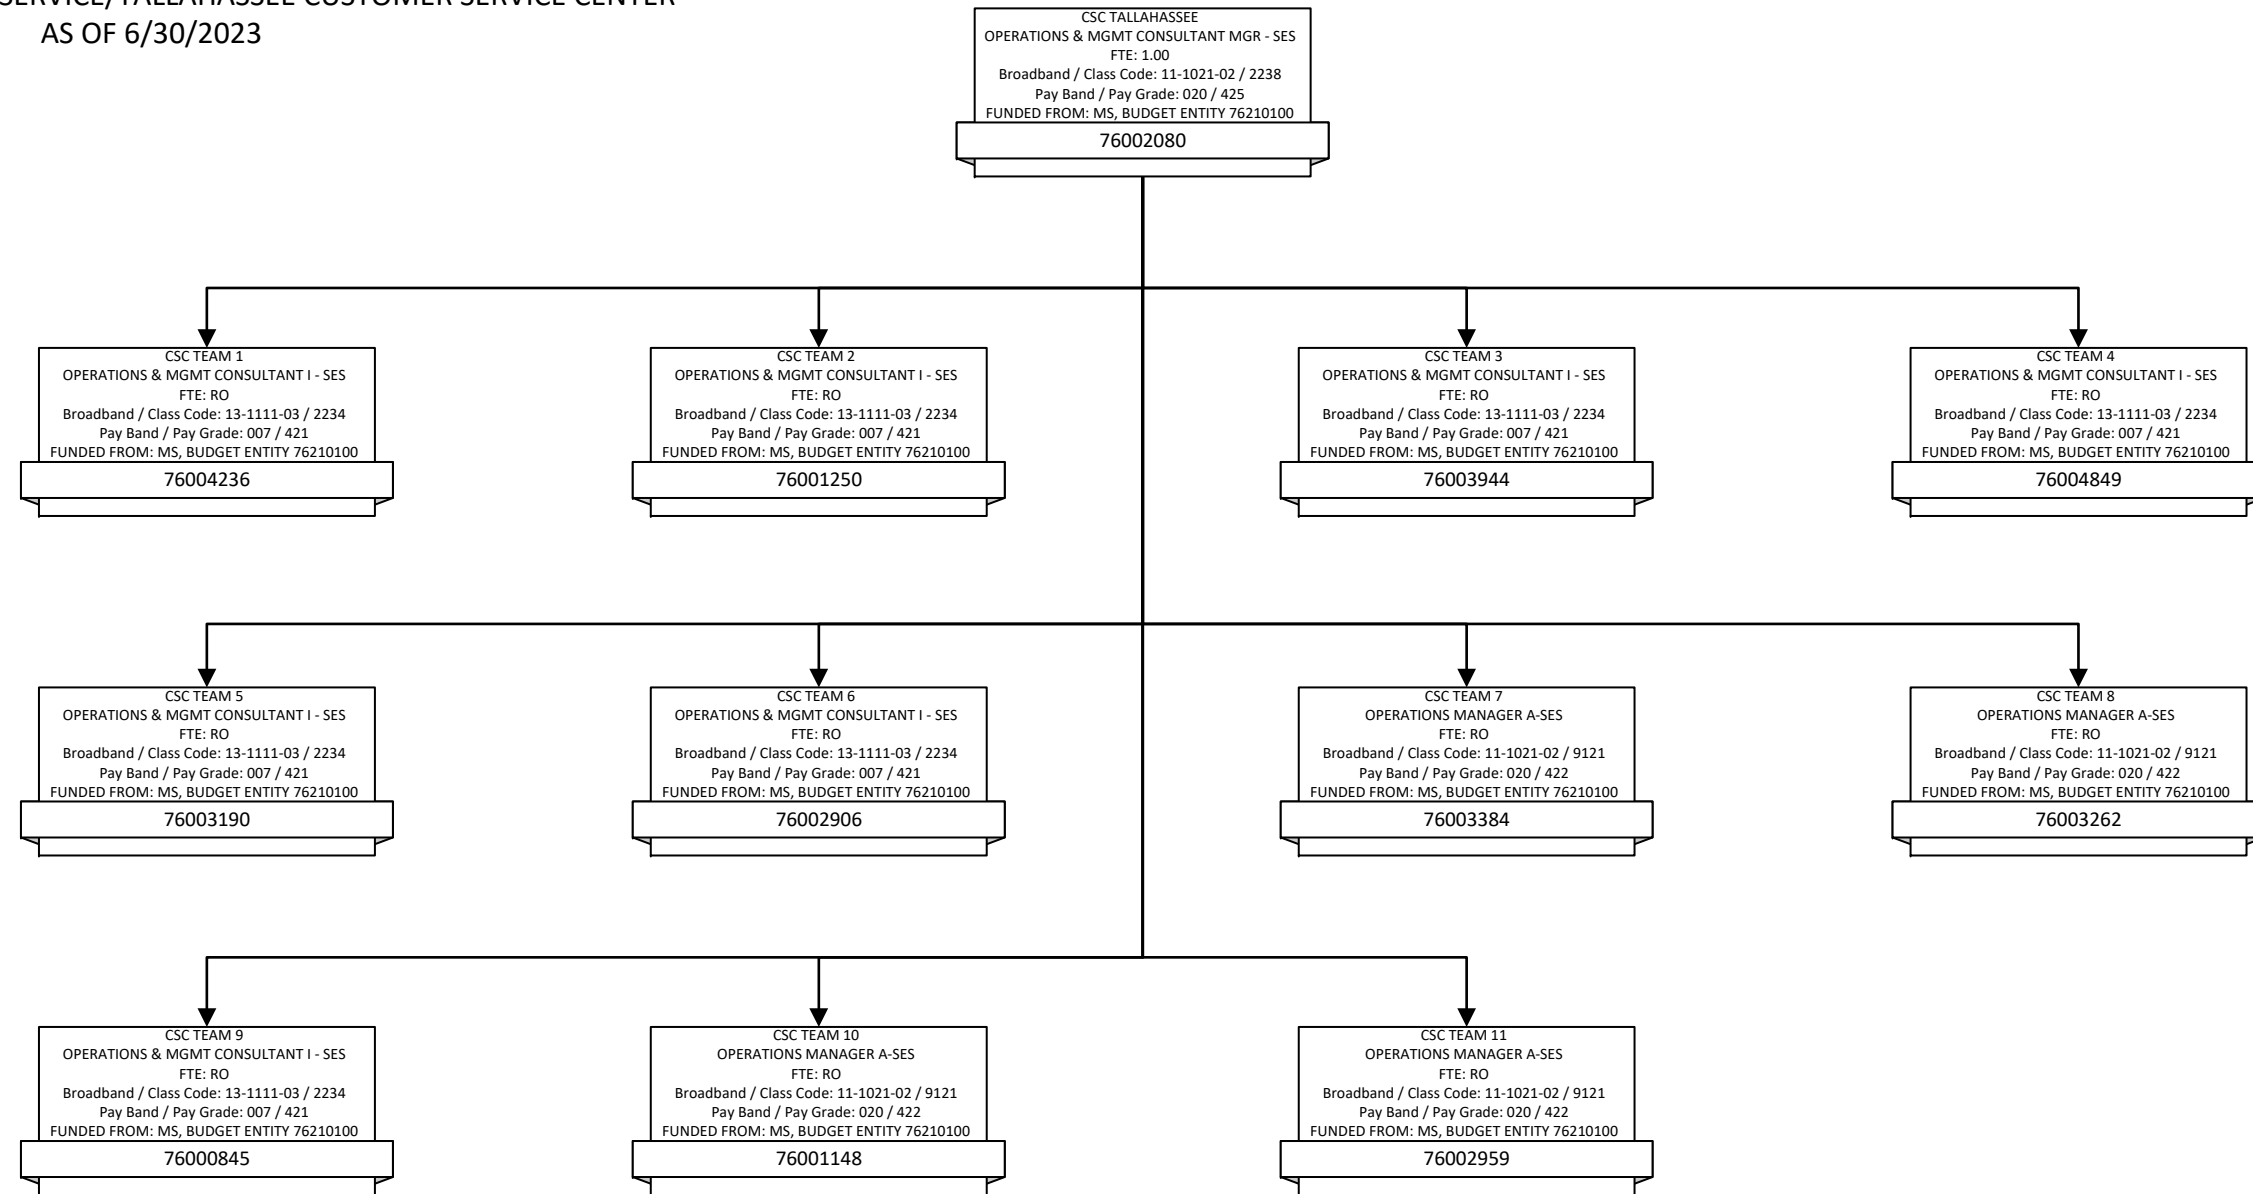 SERVICE/TALLAHASSEE CUSTOMER SERVICE CENTER
AS OF 6/30/2023
CSC TALLAHASSEE
OPERATIONS & MGMT CONSULTANT MGR - SES
FTE: 1.00
Broadband / Class Code: 11-1021-02 / 2238
Pay Band / Pay Grade: 020 / 425
FUNDED FROM: MS, BUDGET ENTITY 76210100
76002080
CSC TEAM 1
OPERATIONS & MGMT CONSULTANT I - SES
FTE: RO
Broadband / Class Code: 13-1111-03 / 2234
Pay Band / Pay Grade: 007 / 421
FUNDED FROM: MS, BUDGET ENTITY 76210100
76004236
CSC TEAM 2
OPERATIONS & MGMT CONSULTANT I - SES
FTE: RO
Broadband / Class Code: 13-1111-03 / 2234
Pay Band / Pay Grade: 007 / 421
FUNDED FROM: MS, BUDGET ENTITY 76210100
76001250
CSC TEAM 3
OPERATIONS & MGMT CONSULTANT I - SES
FTE: RO
Broadband / Class Code: 13-1111-03 / 2234
Pay Band / Pay Grade: 007 / 421
FUNDED FROM: MS, BUDGET ENTITY 76210100
76003944
CSC TEAM 4
OPERATIONS & MGMT CONSULTANT I - SES
FTE: RO
Broadband / Class Code: 13-1111-03 / 2234
Pay Band / Pay Grade: 007 / 421
FUNDED FROM: MS, BUDGET ENTITY 76210100
76004849
CSC TEAM 5
OPERATIONS & MGMT CONSULTANT I - SES
FTE: RO
Broadband / Class Code: 13-1111-03 / 2234
Pay Band / Pay Grade: 007 / 421
FUNDED FROM: MS, BUDGET ENTITY 76210100
76003190
CSC TEAM 6
OPERATIONS & MGMT CONSULTANT I - SES
FTE: RO
Broadband / Class Code: 13-1111-03 / 2234
Pay Band / Pay Grade: 007 / 421
FUNDED FROM: MS, BUDGET ENTITY 76210100
76002906
CSC TEAM 7
OPERATIONS MANAGER A-SES
FTE: RO
Broadband / Class Code: 11-1021-02 / 9121
Pay Band / Pay Grade: 020 / 422
FUNDED FROM: MS, BUDGET ENTITY 76210100
76003384
CSC TEAM 8
OPERATIONS MANAGER A-SES
FTE: RO
Broadband / Class Code: 11-1021-02 / 9121
Pay Band / Pay Grade: 020 / 422
FUNDED FROM: MS, BUDGET ENTITY 76210100
76003262
CSC TEAM 9
OPERATIONS & MGMT CONSULTANT I - SES
FTE: RO
Broadband / Class Code: 13-1111-03 / 2234
Pay Band / Pay Grade: 007 / 421
FUNDED FROM: MS, BUDGET ENTITY 76210100
76000845
CSC TEAM 10
OPERATIONS MANAGER A-SES
FTE: RO
Broadband / Class Code: 11-1021-02 / 9121
Pay Band / Pay Grade: 020 / 422
FUNDED FROM: MS, BUDGET ENTITY 76210100
76001148
CSC TEAM 11
OPERATIONS MANAGER A-SES
FTE: RO
Broadband / Class Code: 11-1021-02 / 9121
Pay Band / Pay Grade: 020 / 422
FUNDED FROM: MS, BUDGET ENTITY 76210100
76002959